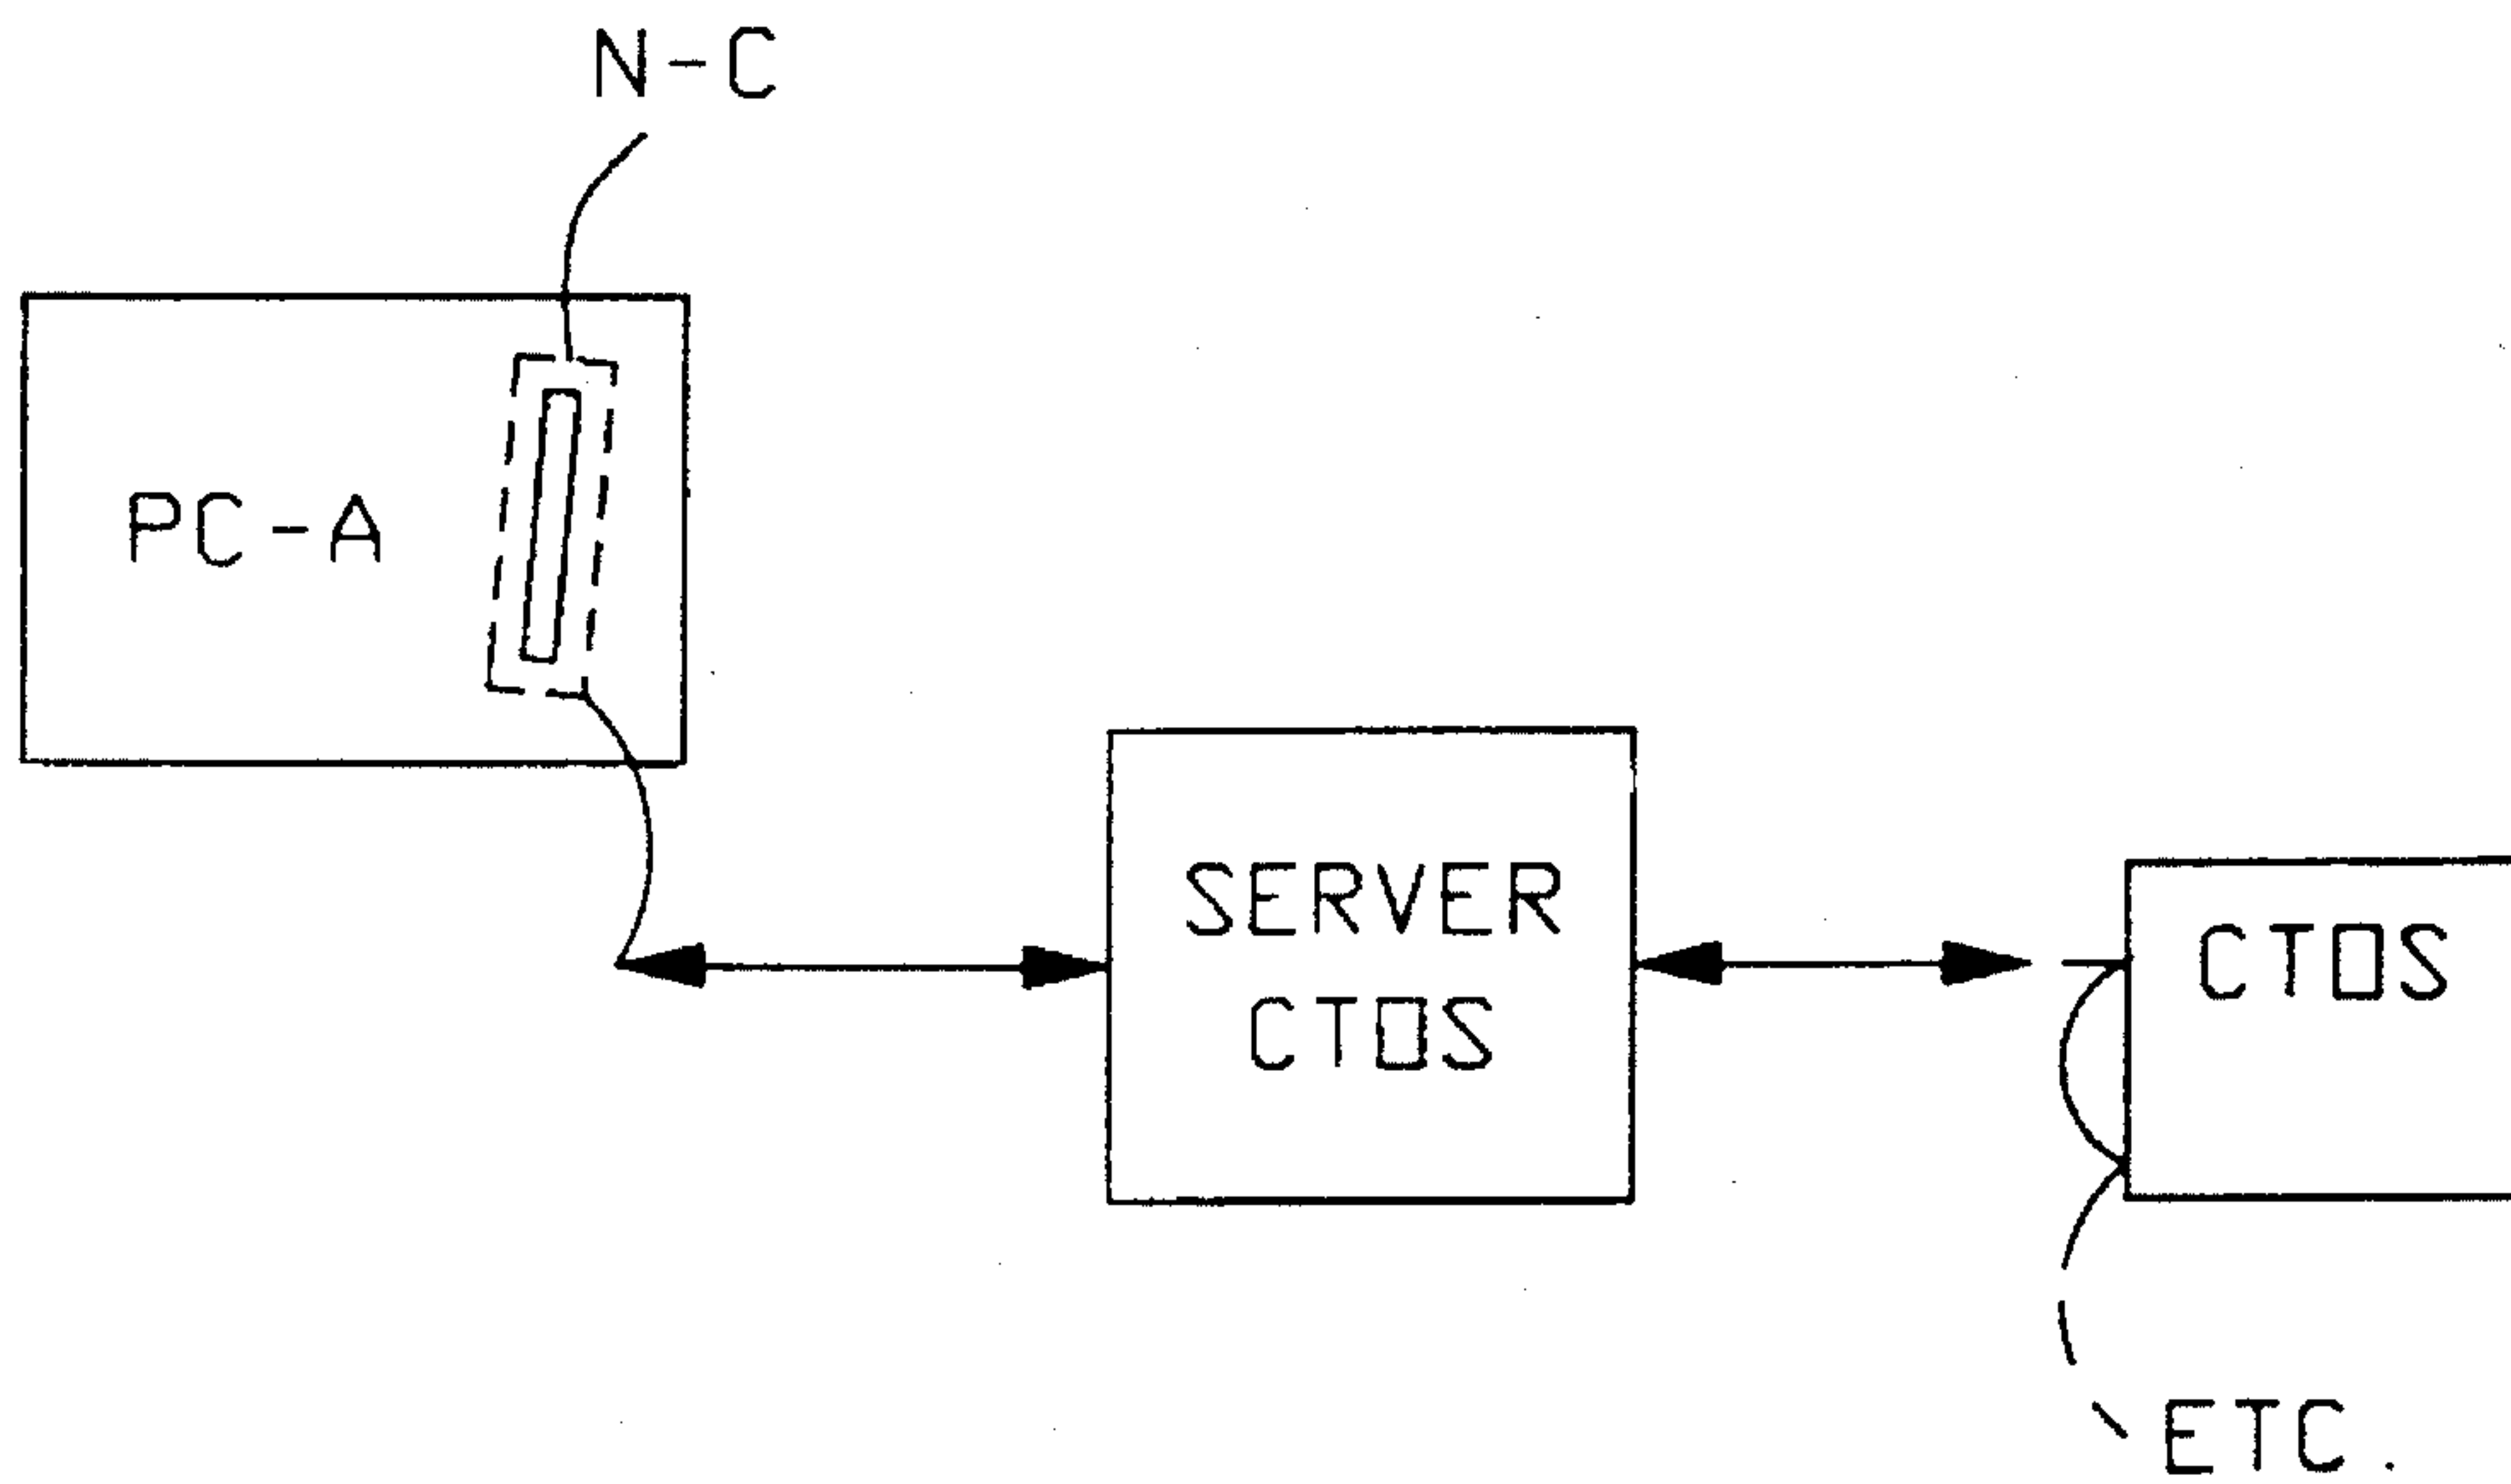 N-C
PC-A
SERVER
CTOS
CTOS
ETC.